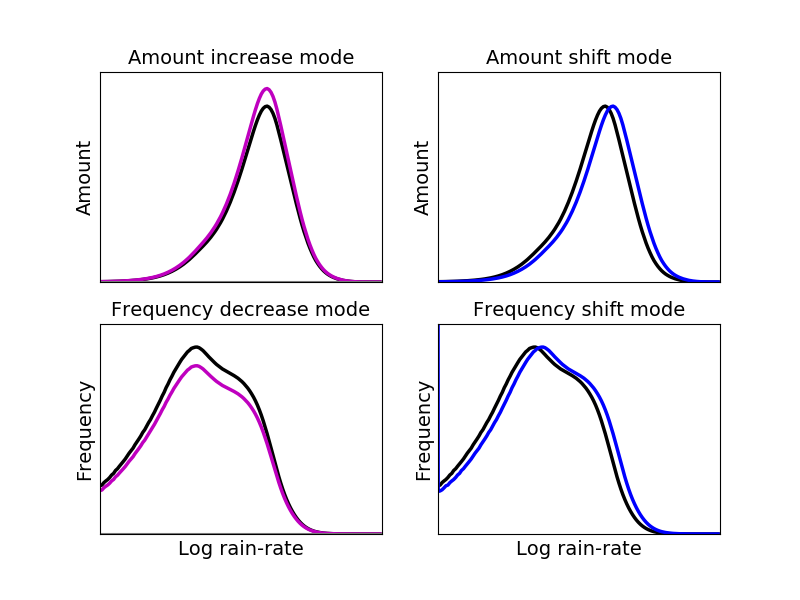 Amount increase mode
Amount shift mode
Amount
Amount
Frequency decrease mode
Frequency shift mode
Frequency
Frequency
Log rain-rate
Log rain-rate